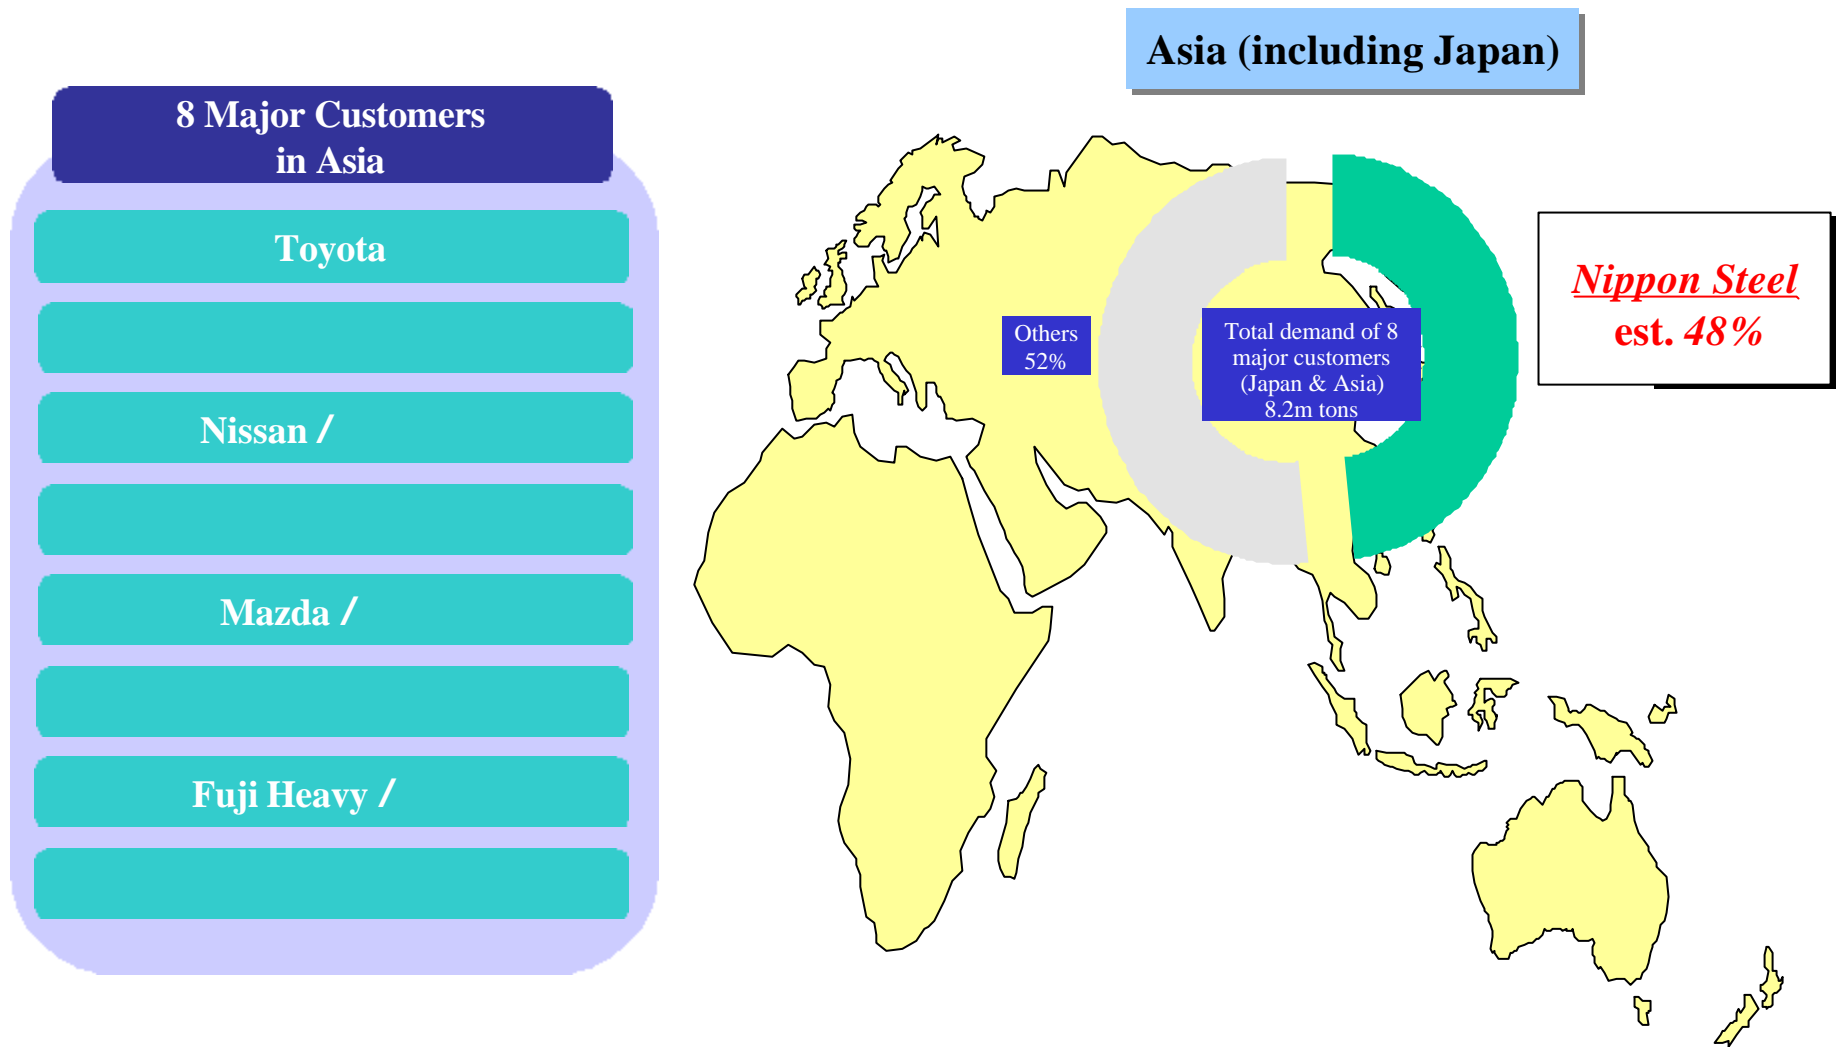 Asia (including Japan)
8 Major Customers
in Asia
Toyota
Nissan /
Mazda /
Fuji Heavy /
Others
52%
Total demand of 8
major customers
(Japan & Asia)
8.2m tons
Nippon Steel
est. 48%